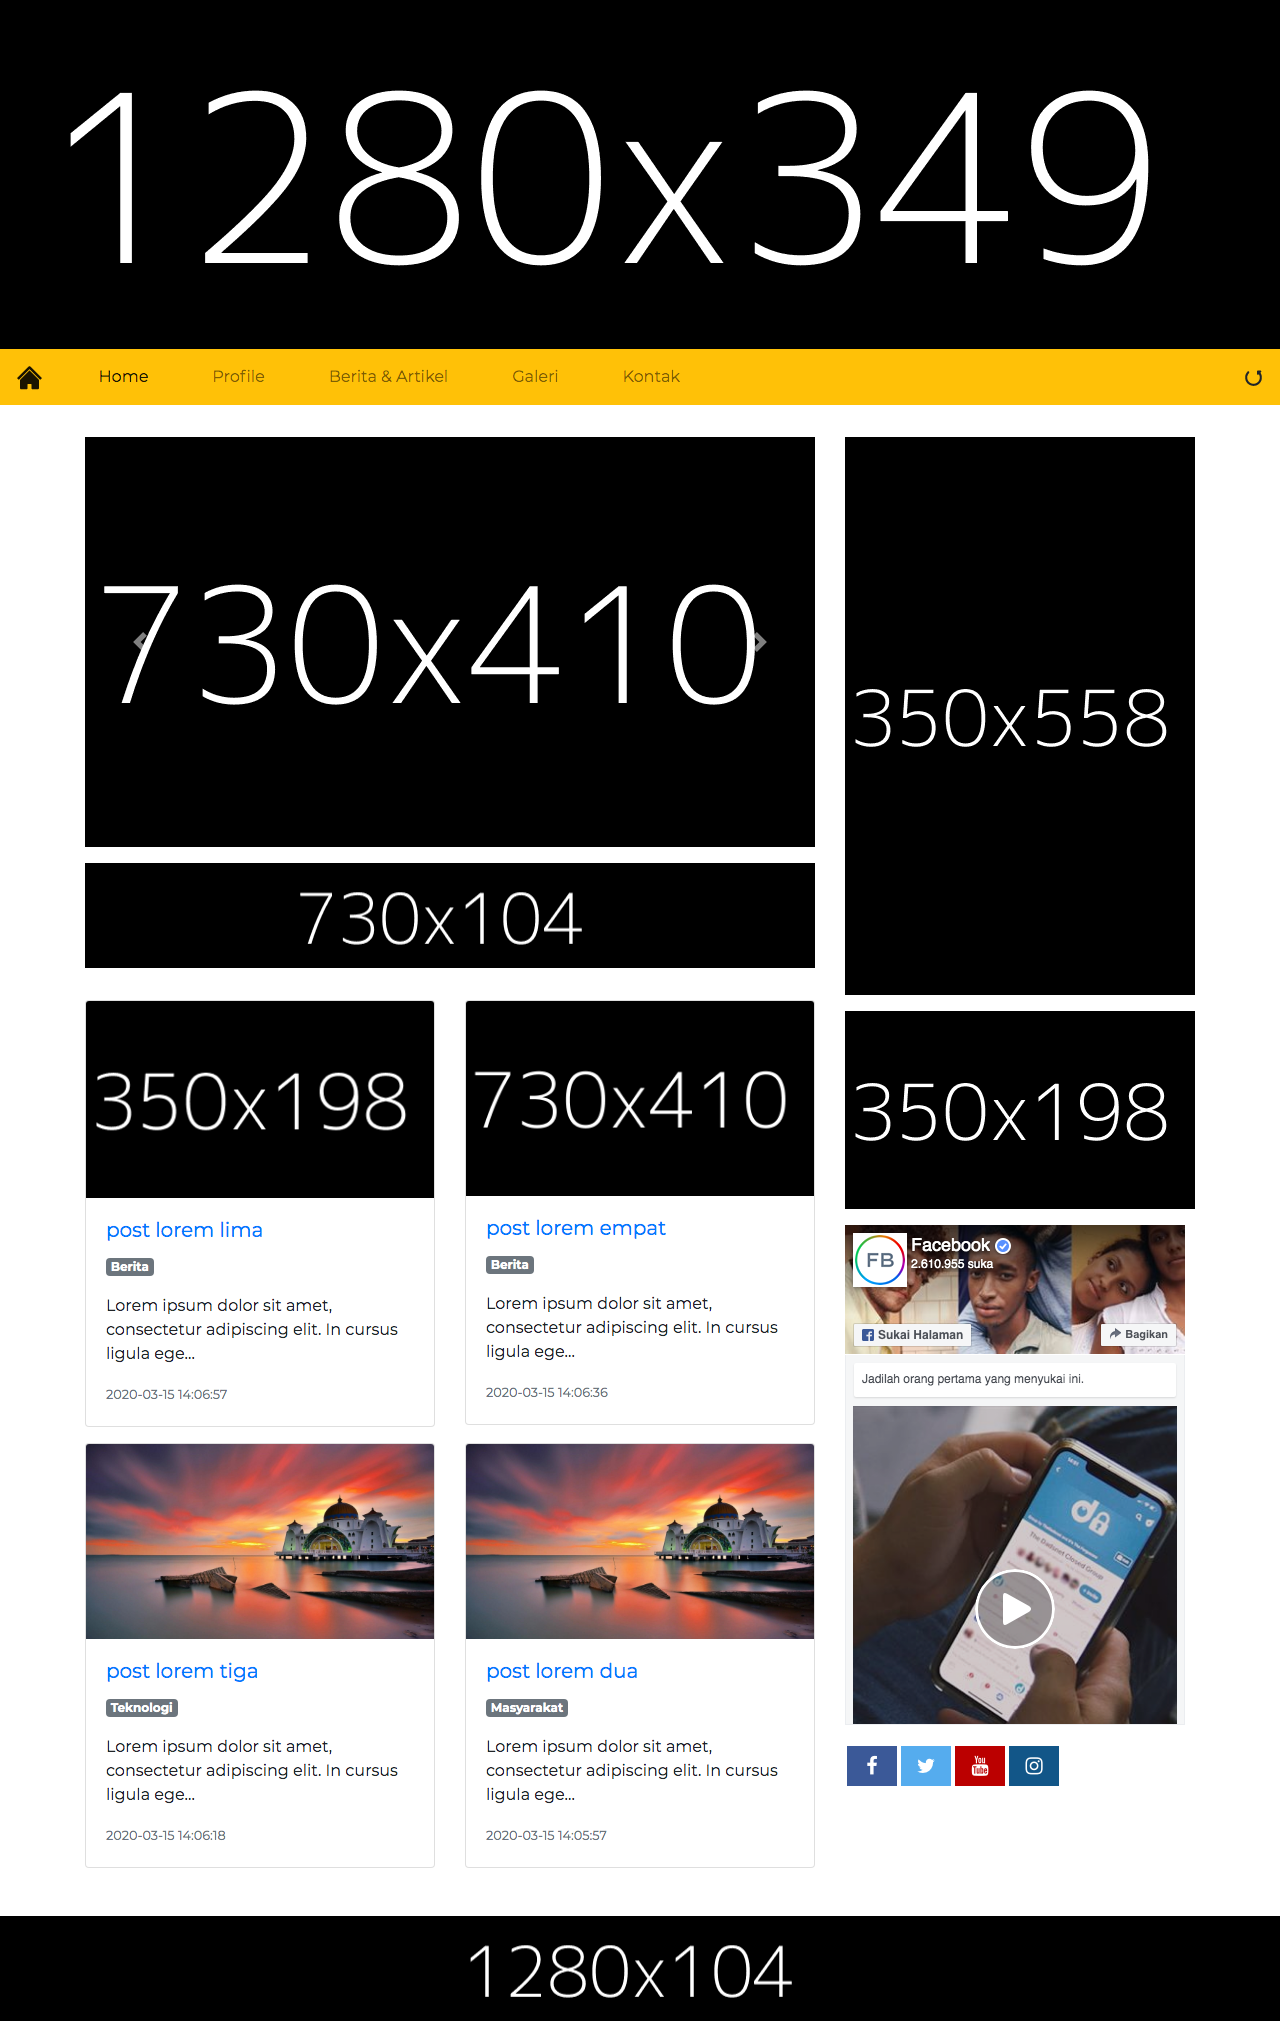 1280x349
Home
Profile
Berita & Artikel
Galeri
Kontak
730x410
730x104
350x198
post lorem lima
Berita
Lorem ipsum dolor sit amet,
consectetur adipiscing elit. In cursus
ligula ege...
2020-03-15 14:06:57
730x410
post lorem empat
Berita
Lorem ipsum dolor sit amet,
consectetur adipiscing elit. In cursus
ligula ege...
2020-03-15 14:06:36
post lorem tiga
Teknologi
Lorem ipsum dolor sit amet,
consectetur adipiscing elit. In cursus
ligula ege...
2020-03-15 14:06:18
post lorem dua
Masyarakat
Lorem ipsum dolor sit amet,
consectetur adipiscing elit. In cursus
ligula ege...
2020-03-15 14:05:57
350x558
350x198
FB
Facebook
2.610.955 suka
Sukai Halaman
Bagikan
Jadilah orang pertama yang menyukai ini.
You
Tube
1280x104